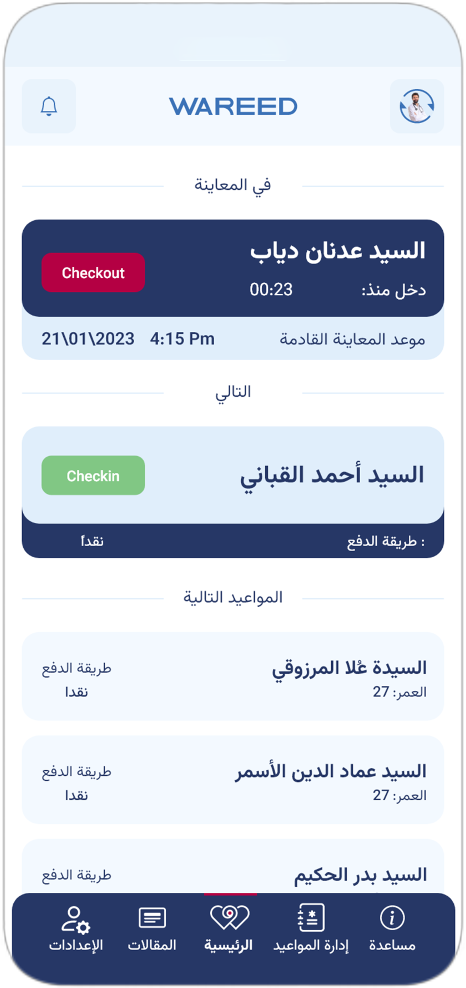 WAREED
في المعاينة
السيد عدنان دياب
Checkout
دخل منذ: 00:23
موعد المعاينة القادمة 4:15 Pm 21\01\2023
التالي
السيد أحمد القباني
Checkin
: طريقة الدفع نقداً
المواعيد التالية
السيدة عُلا المرزوقي طريقة الدفع
العمر: 27 نقدا
السيد عماد الدين الأسمر طريقة الدفع
العمر: 27 نقدا
السيد بدر الحكيم طريقة الدفع
مساعدة إدارة المواعيد الرئيسية المقالات الإعدادات